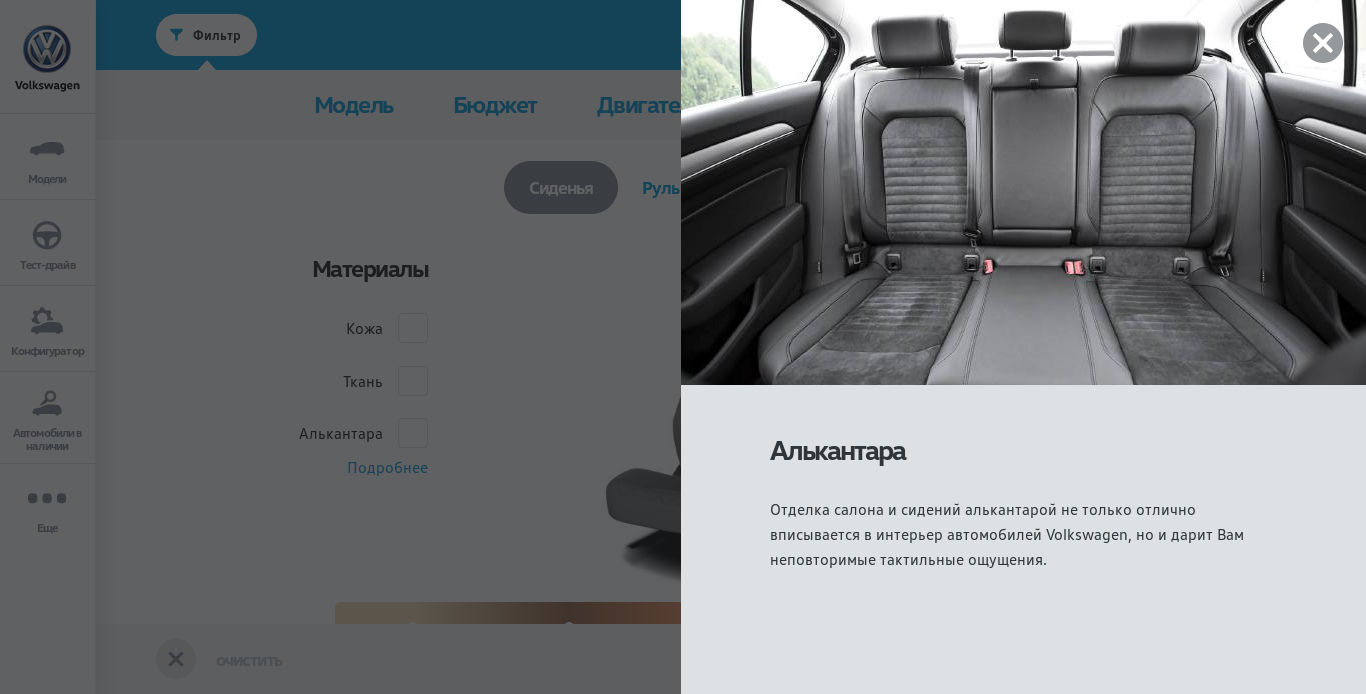 Фильтр
Volkswagen
Модели
Тест-драйв
Конфигуратор
Автомобили в
наличии
Еще
Модель Бюджет Двигате
Сиденья Руль
Материалы
Кожа
Ткань
Алькантара
Подробнее
ОЧИСТИТЬ
Алькантара
Отделка салона и сидений алькантарой не только отлично
вписывается в интерьер автомобилей Volkswagen, но и дарит Вам
неповторимые тактильные ощущения.